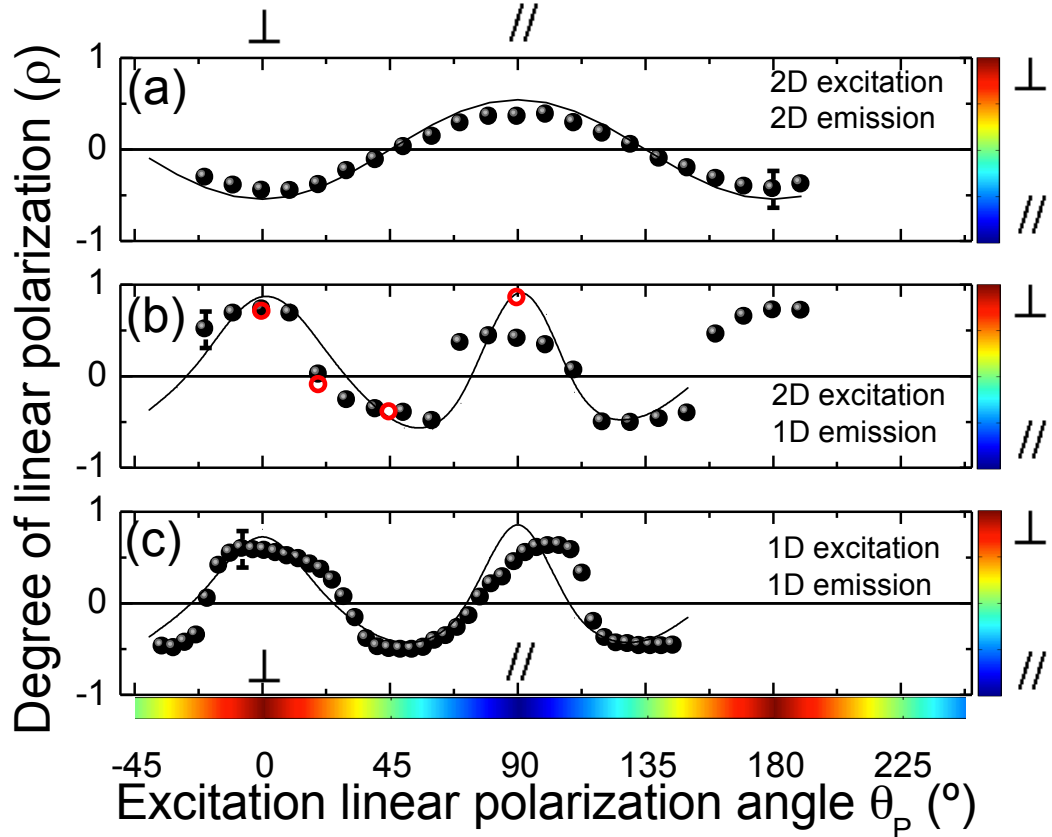 ⊥ //
Degree of linear polarization (ρ)
1
0
-1
(a)
2D excitation
2D emission
⊥
//
1
0
-1
(b)
2D excitation
1D emission
⊥
//
1
0
-1
(c)
1D excitation
1D emission
⊥ //
⊥
//
-45 0 45 90 135 180 225
Excitation linear polarization angle θP (º)